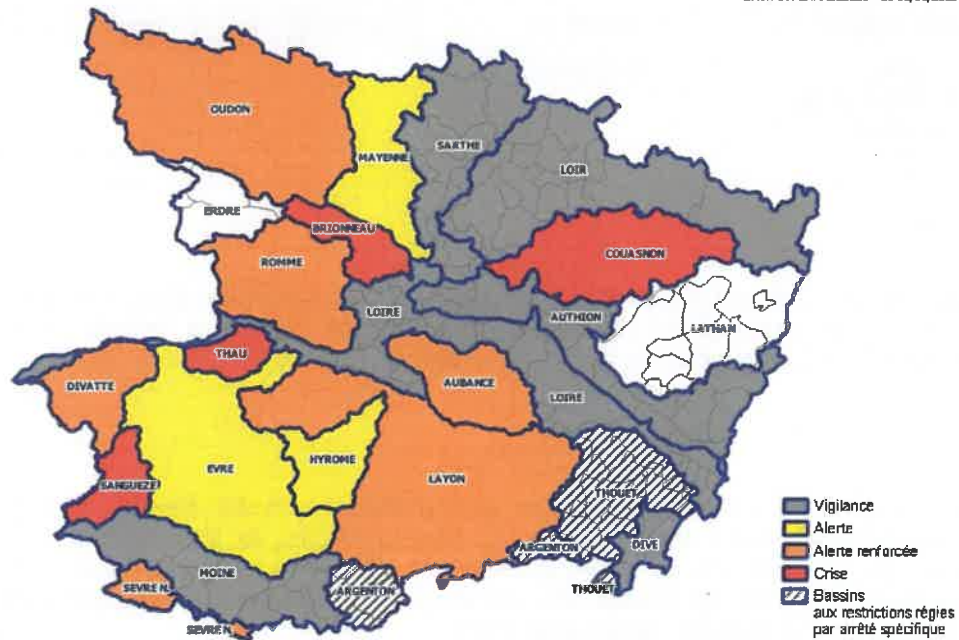 OUDON
MAYENNE
SARTHE
LOIR
ERDRE
BRIONNEAU
ROMME
COUASNON
LOIRE
AUTHION
LATHAN
THAU
DIVATTE
AUBANCE
LOIRE
EVRE
HYROME
LAYON
SANGUEZE
THOUET
ARGENTON
DIVE
MOINE
SEVRE N.
ARGENTON
THOUET
SEVRE N.
Vigilance
Alerte
Alerte renforcée
Crise
Bassins
aux restrictions régies
par arrêté spécifique